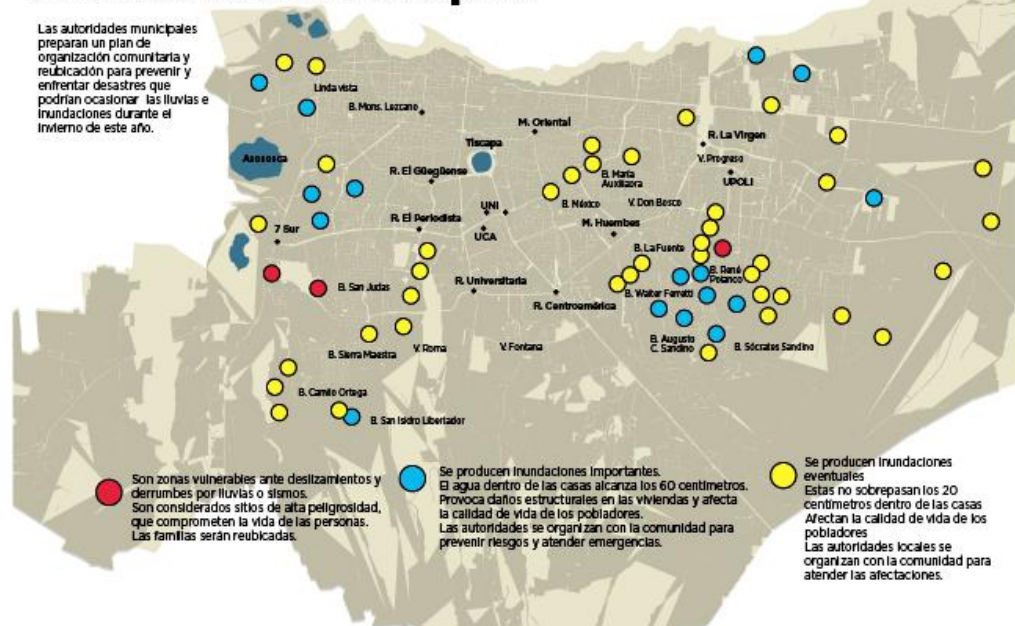 Las autoridades municipales
preparan un plan de
organización comunitaria y
reubicación para prevenir y
enfrentar desastres que
podrían ocasionar las lluvias e
inundaciones durante el
invierno de este año.
Linda vista
B. Mons. Lezcano
M. Oriental
Tiscapa
R. La Virgen
V. Progreso
UPOLI
Asososca
R. El Güegüense
B. María
Auxiliaora
B. México
V. Don Bosco
UNI
UCA
R. El Periodista
7 Sur
M. Huembes
B. La Fuente
B. René
Polanco
B. San Judas
R. Universitaria
R. Centroamérica
B. Walter Ferretti
B. Sierra Maestra
V. Roma
V. Fontana
B. Augusto
C. Sandino
B. Sócrates Sandino
B. Camilo Ortega
B. San Isidro Libertador
Son zonas vulnerables ante deslizamientos y
derrumbes por lluvias o sismos.
Son considerados sitios de alta peligrosidad,
que comprometen la vida de las personas.
Las familias serán reubicadas.
Se producen inundaciones importantes.
El agua dentro de las casas alcanza los 60 centímetros.
Provoca daños estructurales en las viviendas y afecta
la calidad de vida de los pobladores.
Las autoridades se organizan con la comunidad para
prevenir riesgos y atender emergencias.
Se producen inundaciones
eventuales
Estas no sobrepasan los 20
centímetros dentro de las casas
Afectan la calidad de vida de los
pobladores
Las autoridades locales se
organizan con la comunidad para
atender las afectaciones.